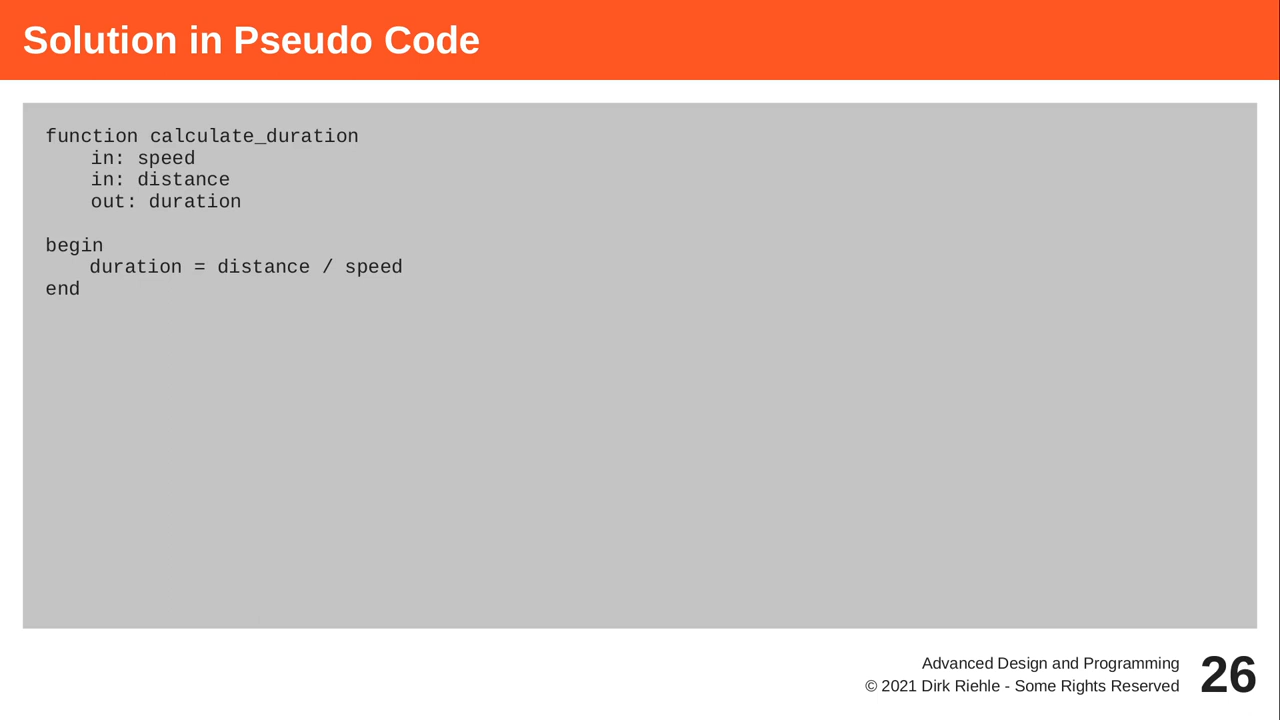 Solution in Pseudo Code
function calculate_duration
in: speed
in: distance
out: duration
begin
duration = distance / speed
end
Advanced Design and Programming
© 2021 Dirk Riehle - Some Rights Reserved
26